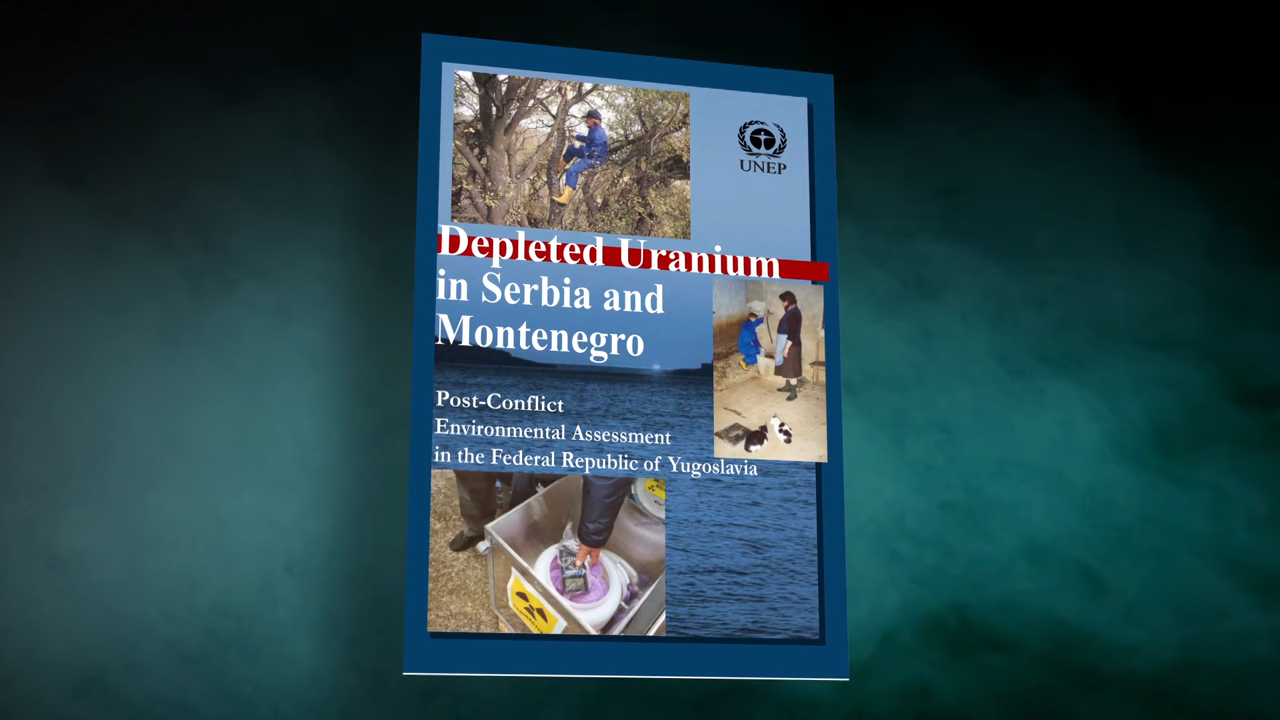 UNEP
Depleted Uranium
in Serbia and
Montenegro
Post-Conflict
Environmental Assessment
in the Federal Republic of Yugoslavia